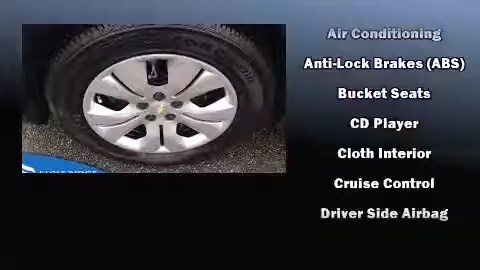 Air Conditioning
Anti-Lock Brakes (ABS)
Bucket Seats
CD Player
Cloth Interior
Cruise Control
Driver Side Airbag